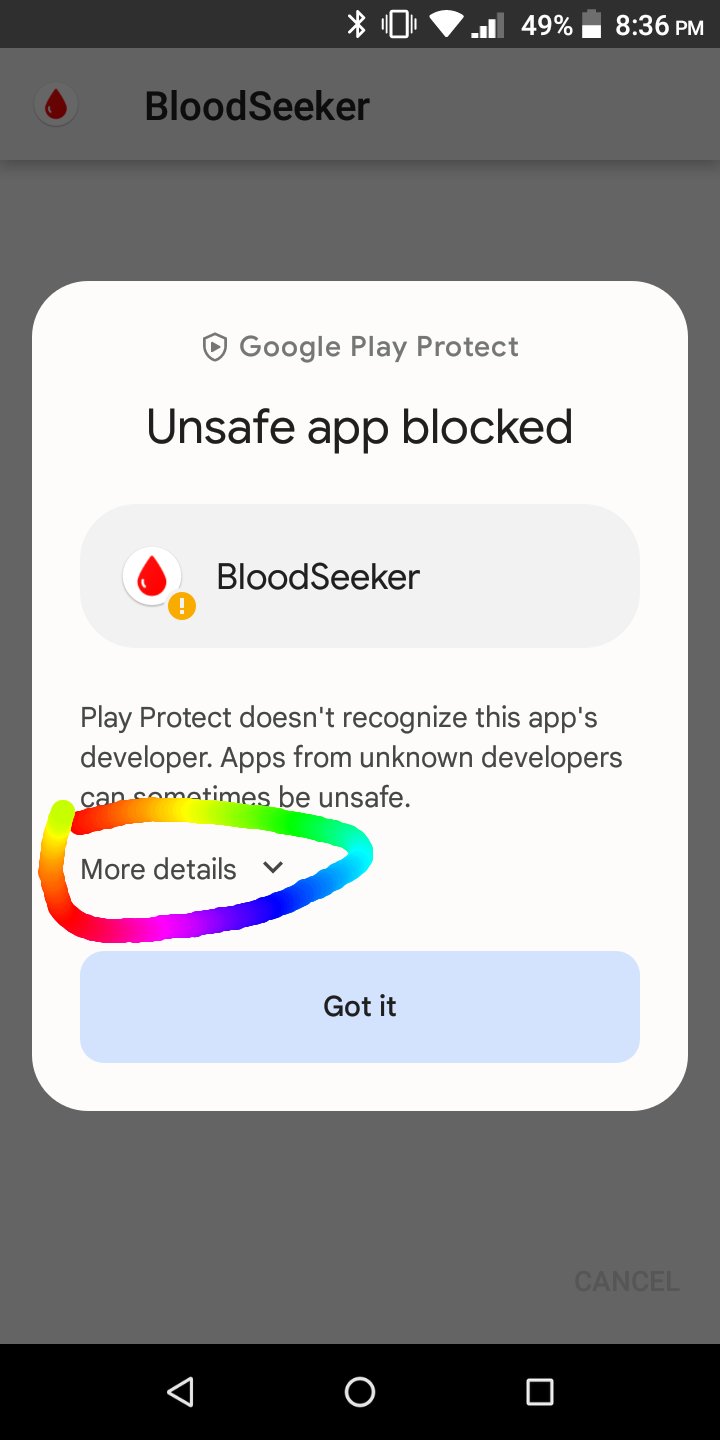 49% 8:36 PM
BloodSeeker
Google Play Protect
Unsafe app blocked
BloodSeeker
Play Protect doesn't recognize this app's
developer. Apps from unknown developers
can sometimes be unsafe.
More details
Got it
CANCEL